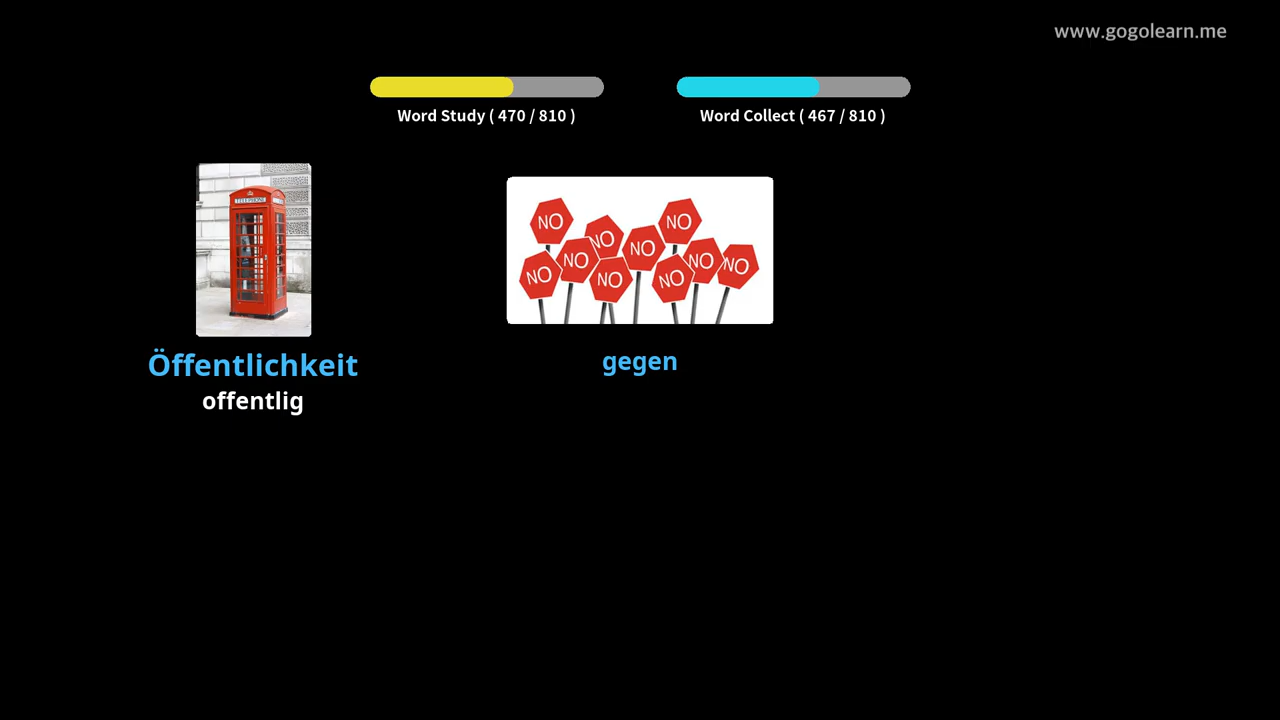 www.gogolearn.me
Word Study ( 470 / 810 )
Word Collect ( 467 / 810 )
TELEPHONE
NO
NO
NO
NO
NO
NO
NO
NO
NO
NO
Öffentlichkeit
offentlig
gegen